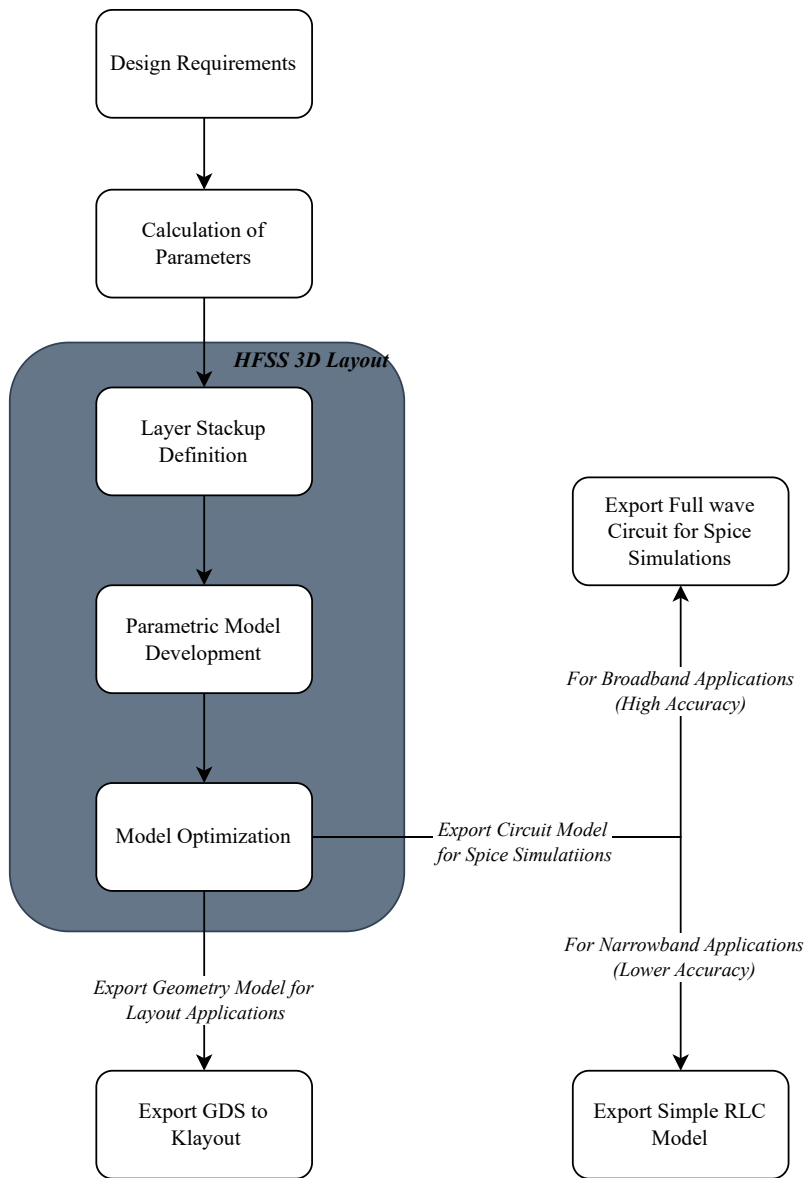 Design Requirements
Calculation of
Parameters
HFSS 3D Layout
Layer Stackup
Definition
Export Full wave
Circuit for Spice
Simulations
Parametric Model
Development
For Broadband Applications
(High Accuracy)
Model Optimization
Export Circuit Model
for Spice Simulatiions
For Narrowband Applications
(Lower Accuracy)
Export Geometry Model for
Layout Applications
Export GDS to
Klayout
Export Simple RLC
Model